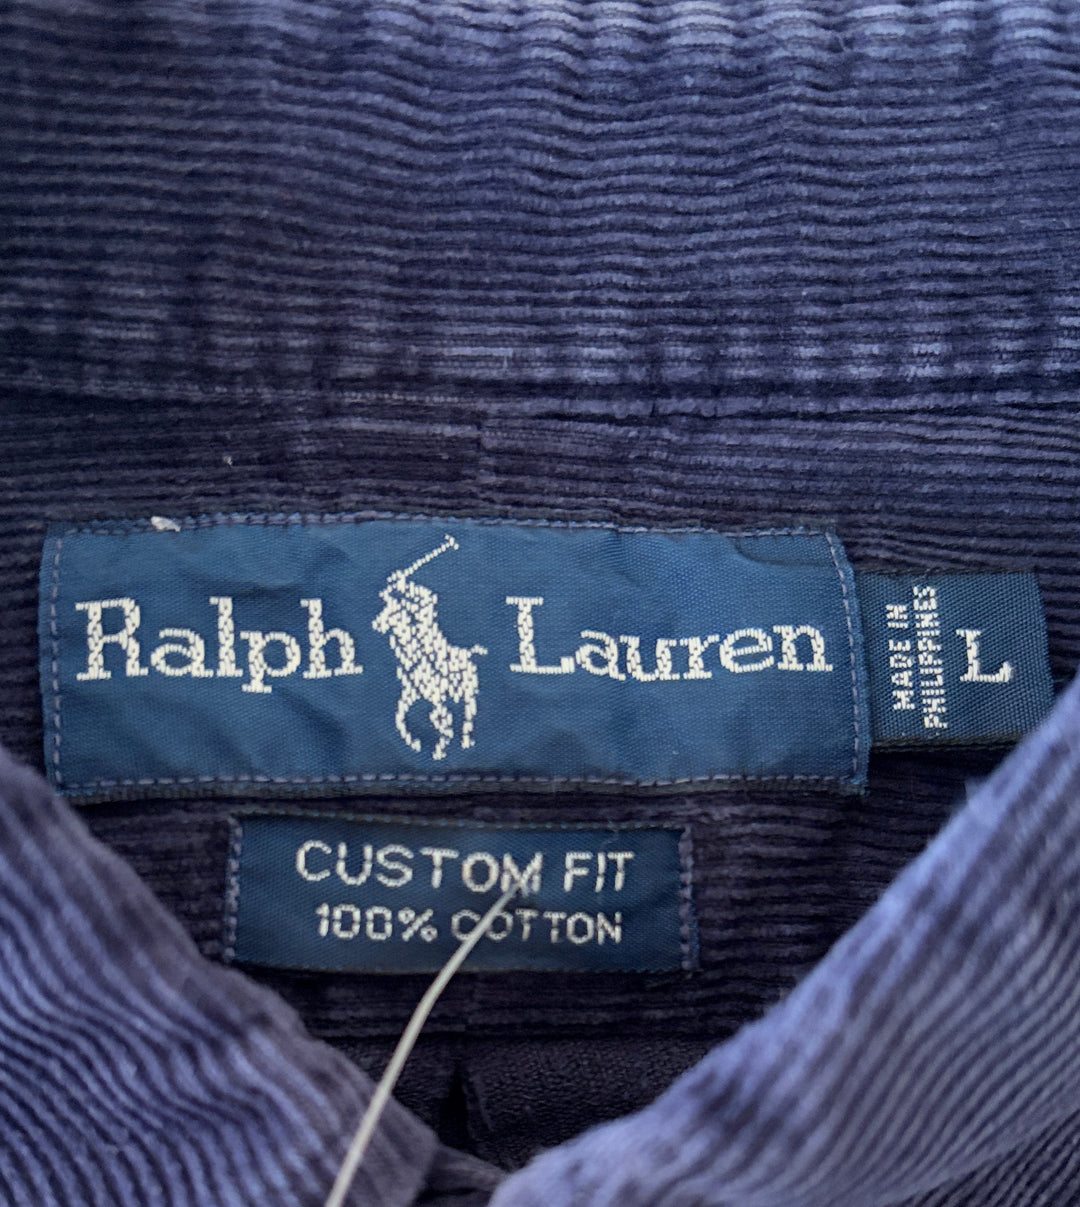 Ralph Lauren
MADE IN
PHILIPPINES
L
CUSTOM FIT
100% COTTON